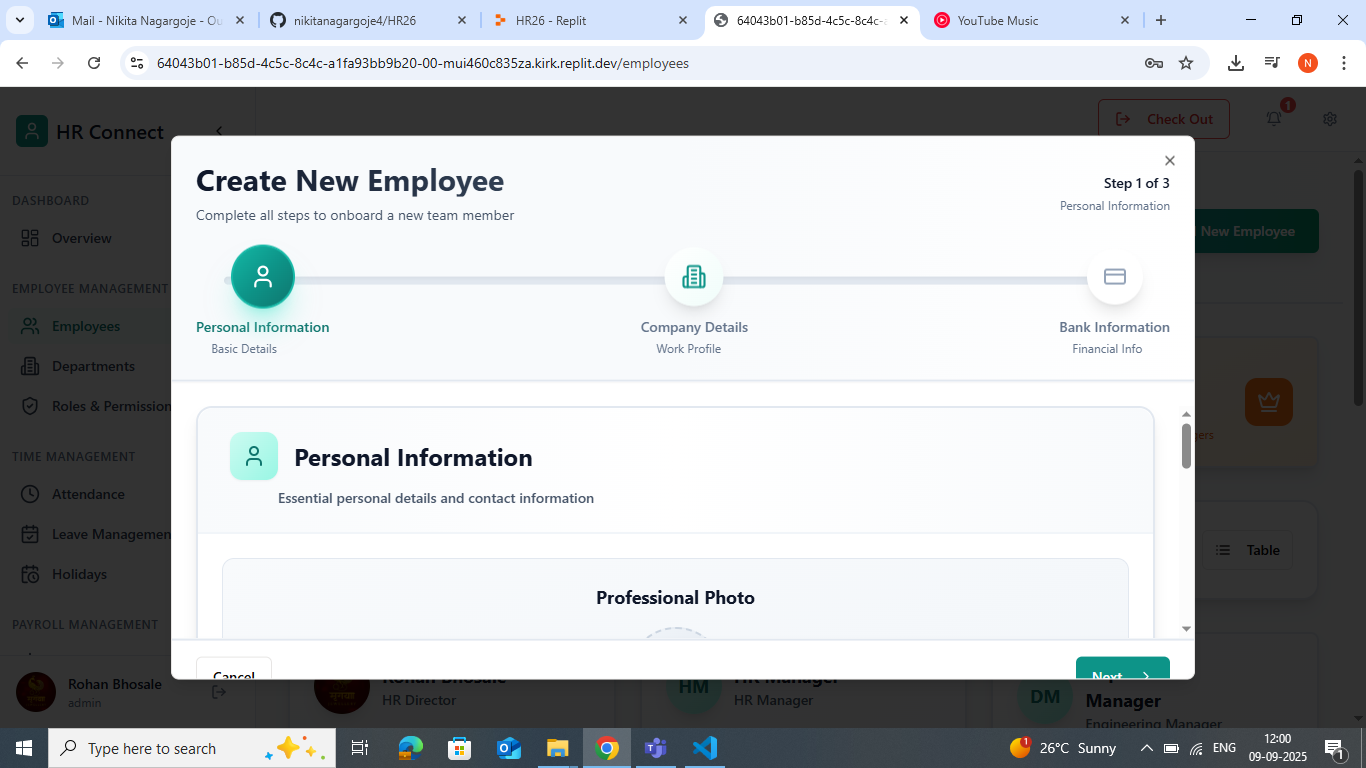 Mail - Nikita Nagargoje - Ou
nikitanagargoje4/HR26
HR26 - Replit
64043b01-b85d-4c5c-8c4c-a
YouTube Music
64043b01-b85d-4c5c-8c4c-a1fa93bb9b20-00-mui460c835za.kirk.replit.dev/employees
N
HR Connect
Check Out
1
Create New Employee
Step 1 of 3
Complete all steps to onboard a new team member
Personal Information
New Employee
Personal Information
Basic Details
Company Details
Work Profile
Bank Information
Financial Info
DASHBOARD
Overview
EMPLOYEE MANAGEMENT
Employees
Departments
Roles & Permission
TIME MANAGEMENT
Attendance
Leave Managemen
Holidays
PAYROLL MANAGEMENT
Personal Information
Essential personal details and contact information
Professional Photo
Table
Cancel
Next
Rohan Bhosale
admin
Rohan Bhosale
HR Director
HM
HR Manager
HR Manager
DM
Manager
Engineering Manager
Type here to search
1
26°C Sunny
ENG
12:00
09-09-2025
1